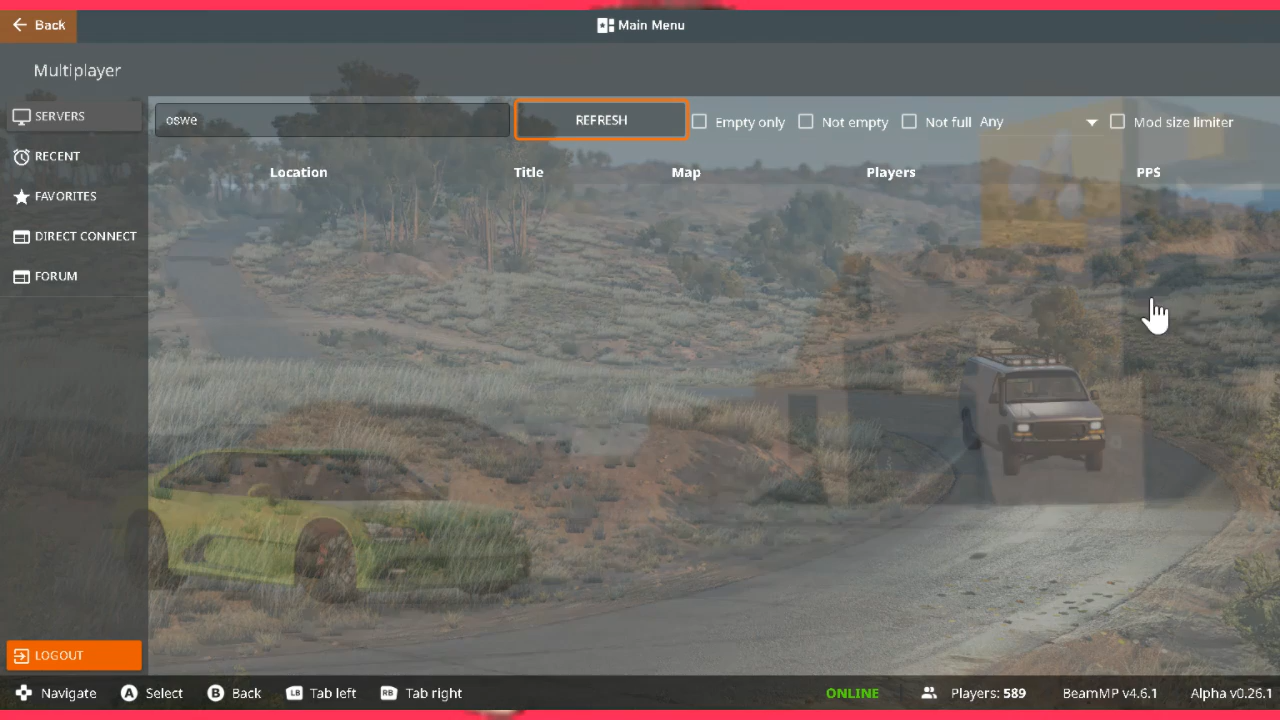 Back
Main Menu
Multiplayer
SERVERS
RECENT
FAVORITES
DIRECT CONNECT
FORUM
LOGOUT
oswe
REFRESH
Empty only
Not empty
Not full
Any
Mod size limiter
Location Title Map Players PPS
Navigate A Select B Back LB Tab left RB Tab right
ONLINE Players: 589 BeamMP v4.6.1 Alpha v0.26.1